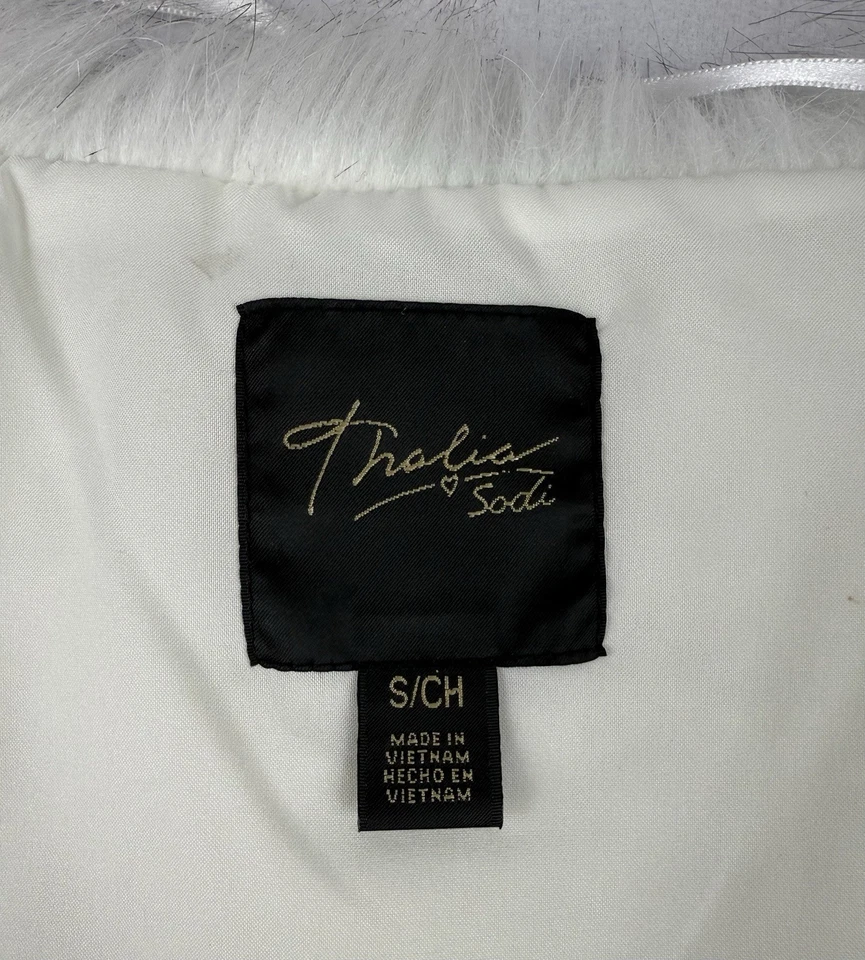 Thalia
Sodi
S/CH
MADE IN
VIETNAM
HECHO EN
VIETNAM